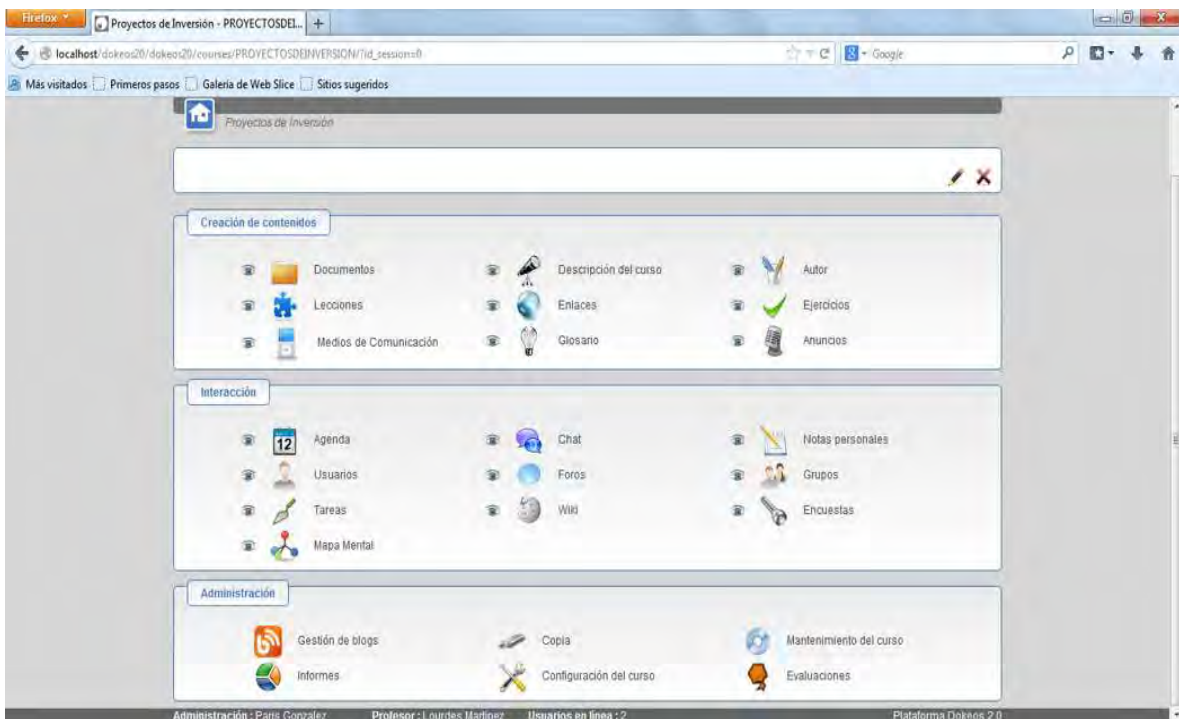 Firefox
Proyectos de Inversión - PROYECTOSDEI...
localhost/dokeos20/dokeos20/courses/PROYECTOSDEINVERSION/?id_session=0
Google
Más visitados Primeros pasos Galería de Web Slice Sitios sugeridos
Proyectos de Inversión
Creación de contenidos
Documentos Descripción del curso Autor
Lecciones Enlaces Ejercicios
Medios de Comunicación Glosario Anuncios
Interacción
12 Agenda Chat Notas personales
Usuarios Foros Grupos
Tareas Wiki Encuestas
Mapa Mental
Administración
Gestión de blogs Copia Mantenimiento del curso
Informes Configuración del curso Evaluaciones
Administración : Paris Gonzalez Profesor : Lourdes Martinez Usuarios en línea : 2 Plataforma Dokeos 2.0